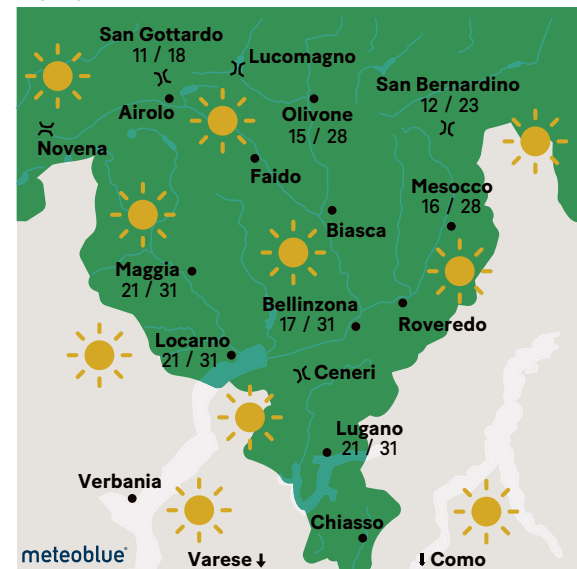 San Gottardo
11 / 18
Lucomagno
San Bernardino
12 / 23
Airolo
Olivone
15 / 28
Novena
Faido
Mesocco
16 / 28
Biasca
Maggia
21 / 31
Bellinzona
17 / 31
Roveredo
Locarno
21 / 31
Ceneri
Lugano
21 / 31
Verbania
Chiasso
meteoblue®
Varese ↓
⬇ Como